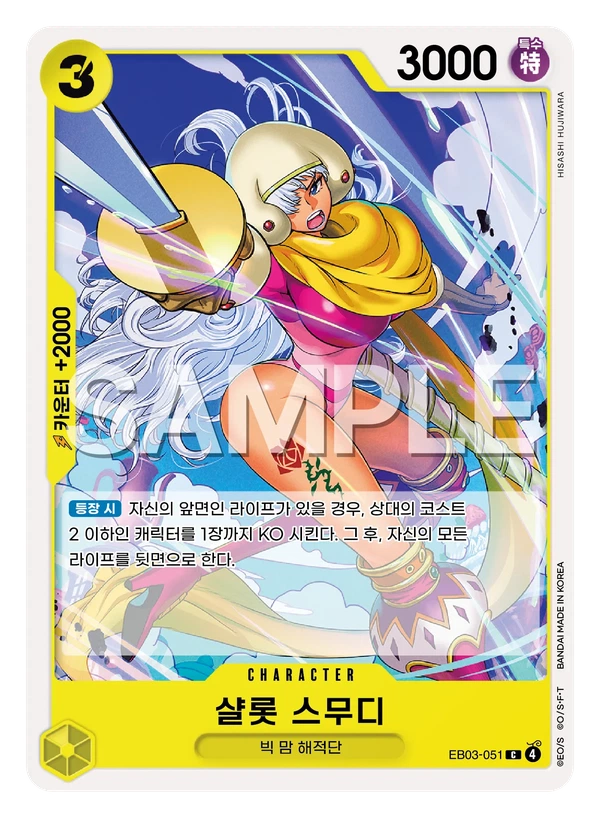 3
3000
특수
特
HISASHI HUJIWARA
카운터 +2000
SAMPLE
등장 시 자신의 앞면인 라이프가 있을 경우, 상대의 코스트
2 이하인 캐릭터를 1장까지 KO 시킨다. 그 후, 자신의 모든
라이프를 뒷면으로 한다.
CHARACTER
샬롯 스무디
빅 맘 해적단
EB03-051 C 4
©EO/S ©O/S·F·T BANDAI MADE IN KOREA